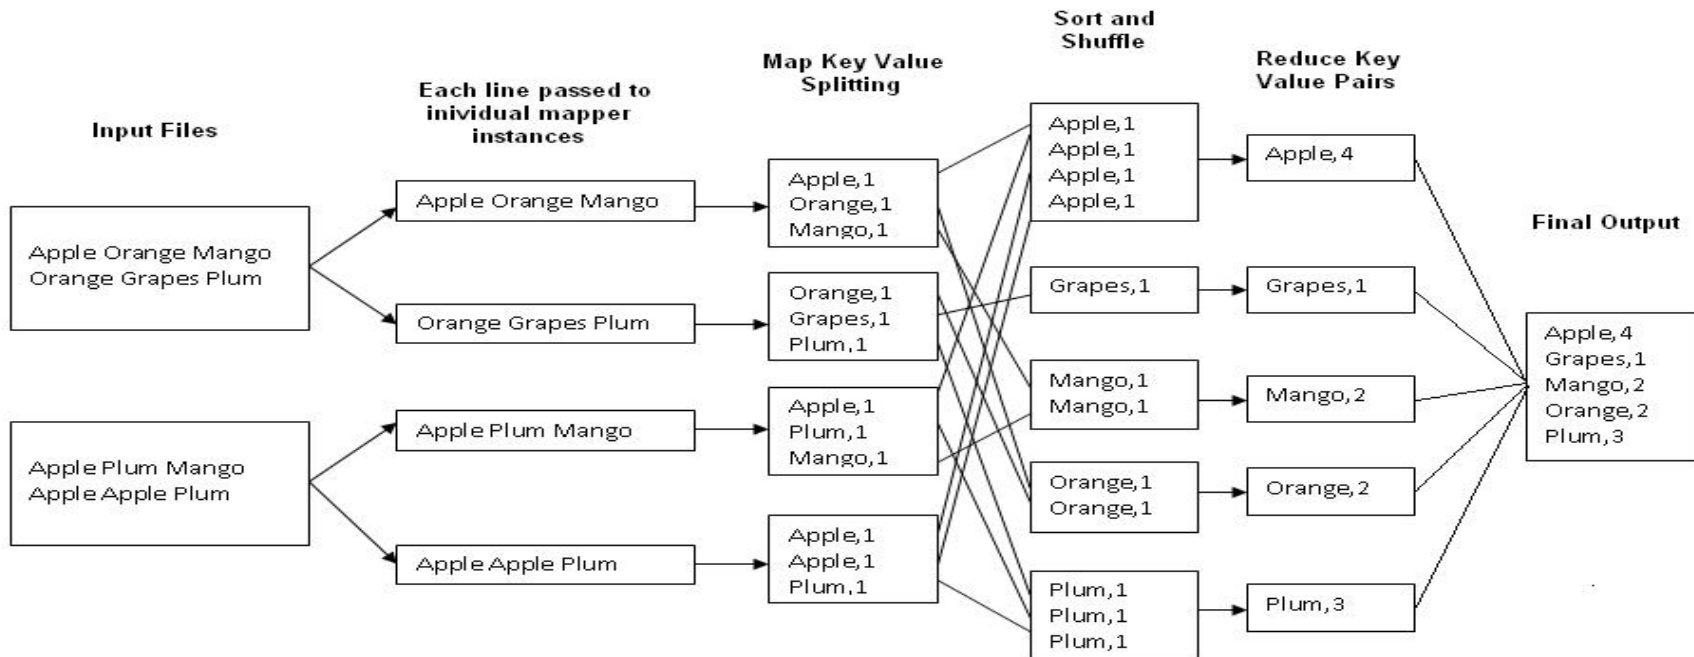 Input Files
Each line passed to
inividual mapper
instances
Map Key Value
Splitting
Sort and
Shuffle
Reduce Key
Value Pairs
Final Output
Apple Orange Mango
Orange Grapes Plum
Apple Plum Mango
Apple Apple Plum
Apple Orange Mango
Orange Grapes Plum
Apple Plum Mango
Apple Apple Plum
Apple,1
Orange,1
Mango,1
Orange,1
Grapes,1
Plum,1
Apple,1
Plum,1
Mango,1
Apple,1
Apple,1
Plum,1
Apple,1
Apple,1
Apple,1
Apple,1
Grapes,1
Mango,1
Mango,1
Orange,1
Orange,1
Plum,1
Plum,1
Plum,1
Apple,4
Grapes,1
Mango,2
Orange,2
Plum,3
Apple,4
Grapes,1
Mango,2
Orange,2
Plum,3